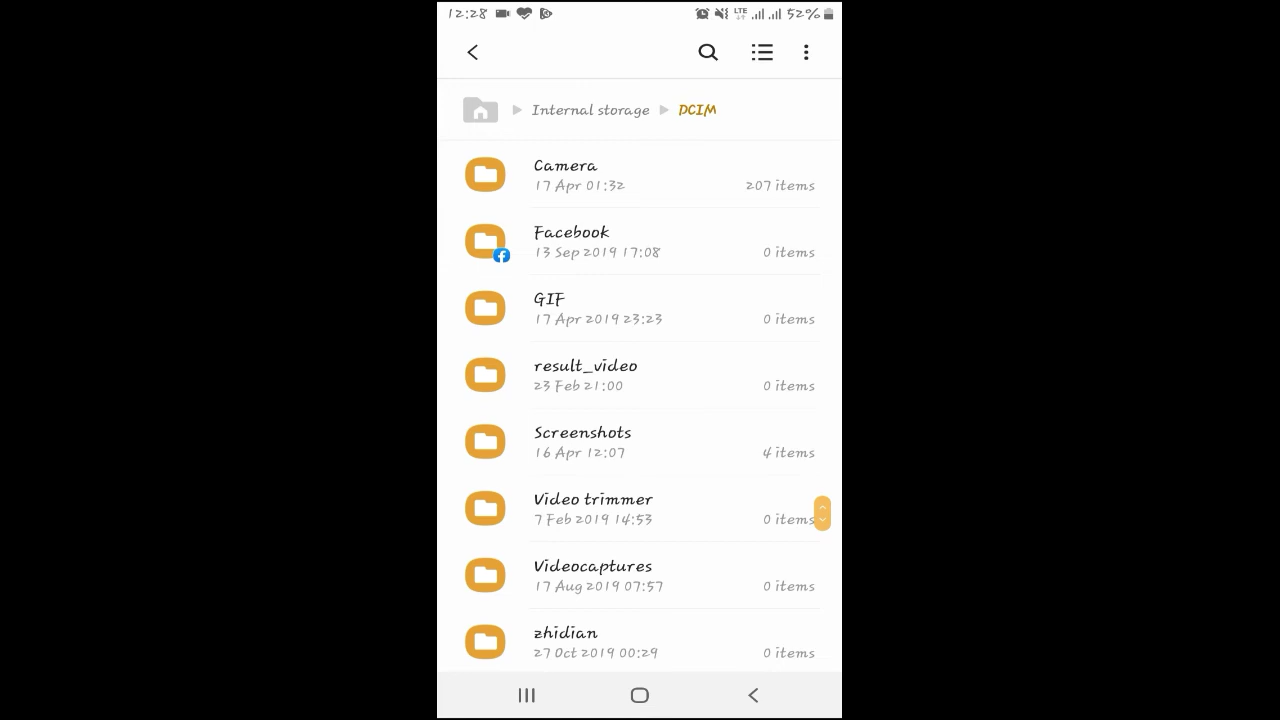 12:28 LTE 52%
Internal storage DCIM
Camera
17 Apr 01:32 207 items
Facebook
13 Sep 2019 17:08 0 items
GIF
17 Apr 2019 23:23 0 items
result_video
23 Feb 21:00 0 items
Screenshots
16 Apr 12:07 4 items
Video trimmer
7 Feb 2019 14:53 0 items
Videocaptures
17 Aug 2019 07:57 0 items
zhidian
27 Oct 2019 00:29 0 items